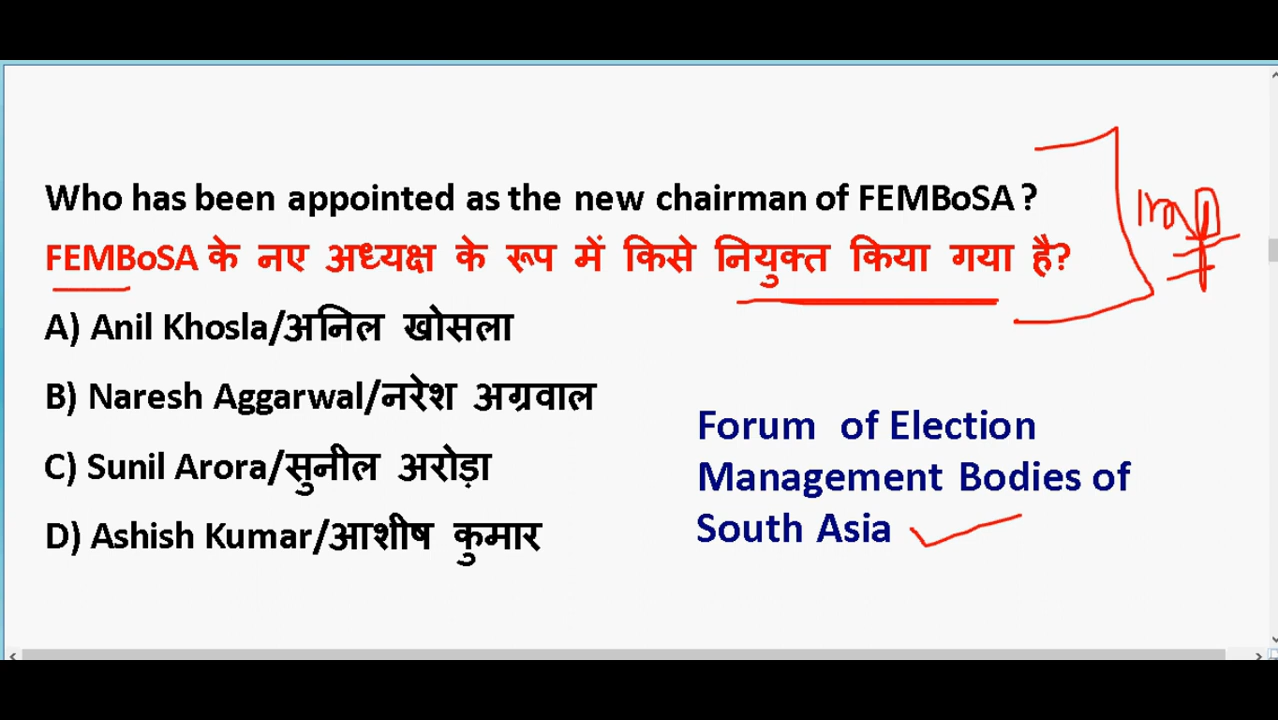 Who has been appointed as the new chairman of FEMBoSA ?
FEMBoSA के नए अध्यक्ष के रूप में किसे नियुक्त किया गया है?
A) Anil Khosla/अनिल खोसला
B) Naresh Aggarwal/नरेश अग्रवाल
C) Sunil Arora/सुनील अरोड़ा
D) Ashish Kumar/आशीष कुमार
Forum of Election
Management Bodies of
South Asia